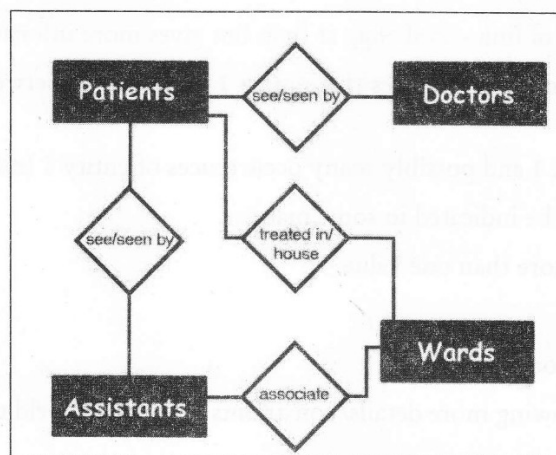 Patients
see/seen by
Doctors
see/seen by
treated in/
house
Wards
associate
Assistants